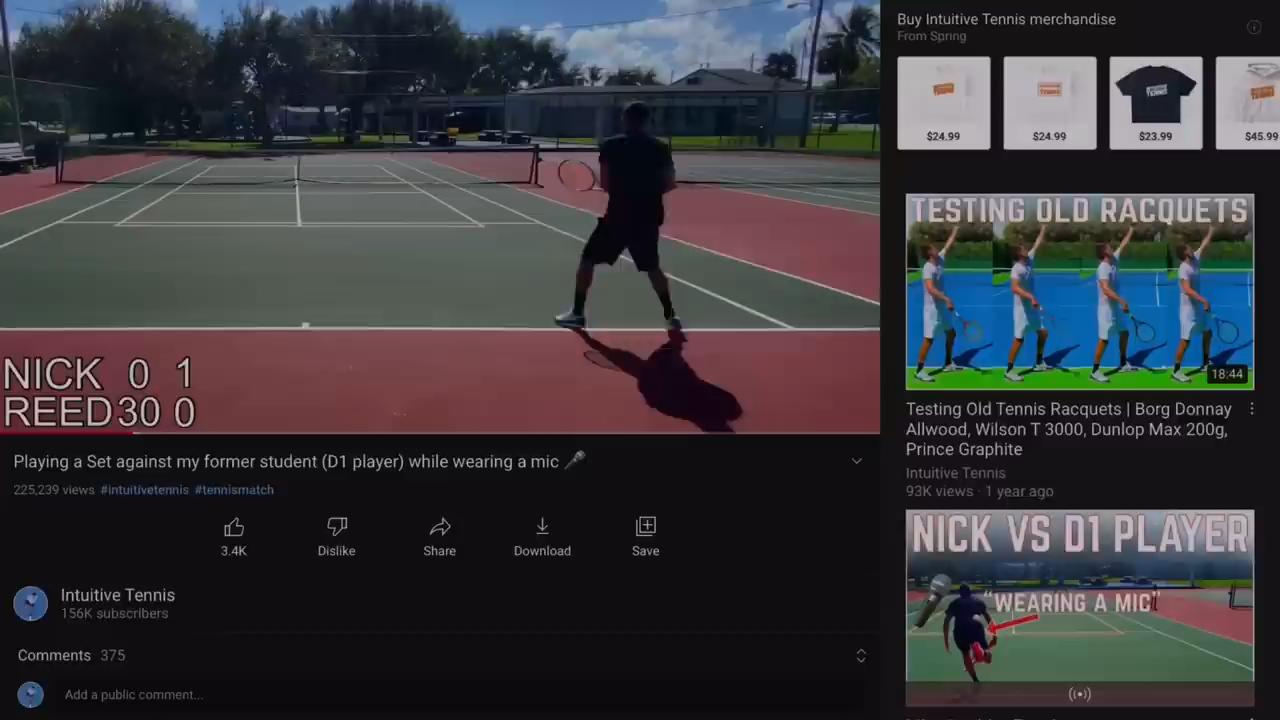 NICK 0 1
REED 30 0
Playing a Set against my former student (D1 player) while wearing a mic 🎤
225,239 views #intuitivetennis #tennismatch
3.4K
Dislike
Share
Download
Save
Intuitive Tennis
156K subscribers
Comments 375
Add a public comment...
Buy Intuitive Tennis merchandise
From Spring
$24.99
$24.99
$23.99
$45.99
TESTING OLD RACQUETS
18:44
Testing Old Tennis Racquets | Borg Donnay
Allwood, Wilson T 3000, Dunlop Max 200g,
Prince Graphite
Intuitive Tennis
93K views · 1 year ago
NICK VS D1 PLAYER
"WEARING A MIC"